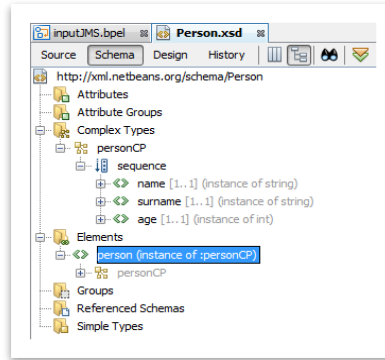 inputJMS.bpel Person.xsd
Source Schema Design History
http://xml.netbeans.org/schema/Person
Attributes
Attribute Groups
Complex Types
personCP
sequence
name [1..1] (instance of string)
surname [1..1] (instance of string)
age [1..1] (instance of int)
Elements
person (instance of :personCP)
personCP
Groups
Referenced Schemas
Simple Types